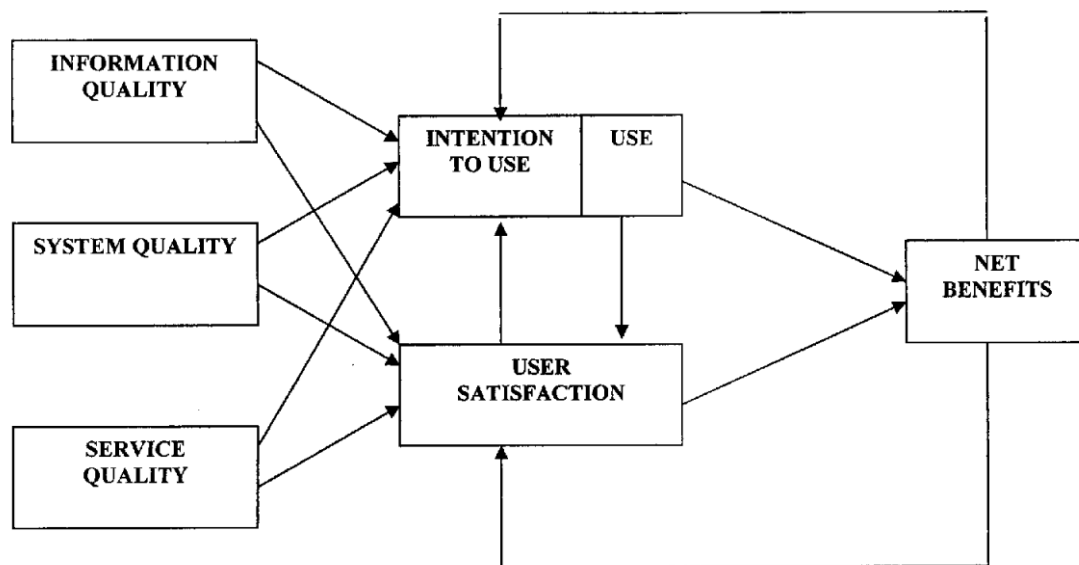 INFORMATION
QUALITY
INTENTION
TO USE
USE
SYSTEM QUALITY
NET
BENEFITS
USER
SATISFACTION
SERVICE
QUALITY